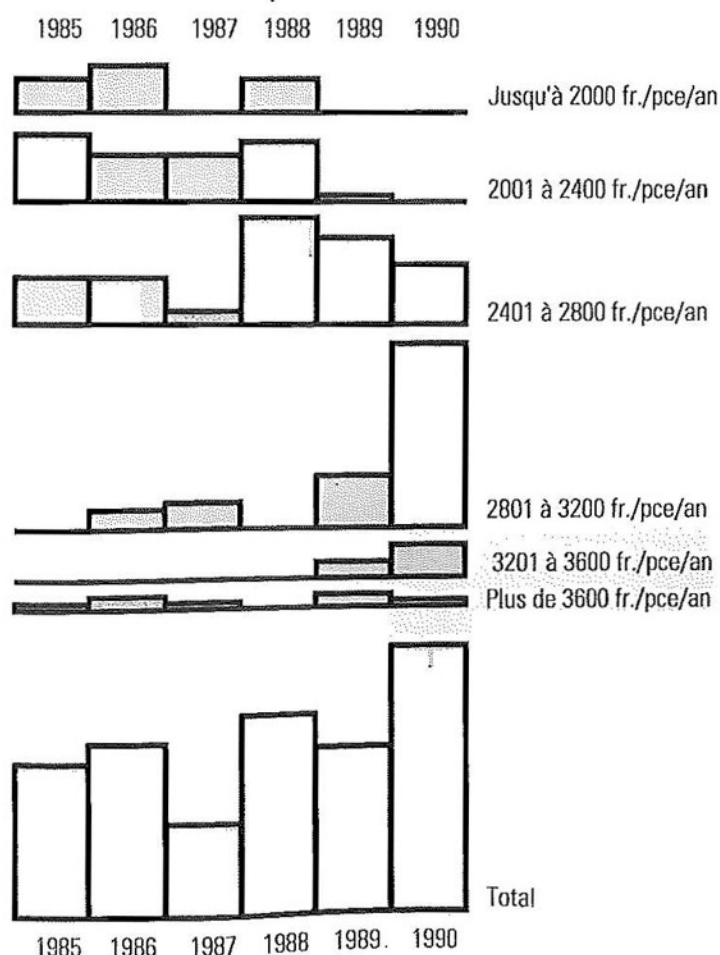 1985 1986 1987 1988 1989 1990
Jusqu'à 2000 fr./pce/an
2001 à 2400 fr./pce/an
2401 à 2800 fr./pce/an
2801 à 3200 fr./pce/an
3201 à 3600 fr./pce/an
Plus de 3600 fr./pce/an
Total
1985 1986 1987 1988 1989. 1990